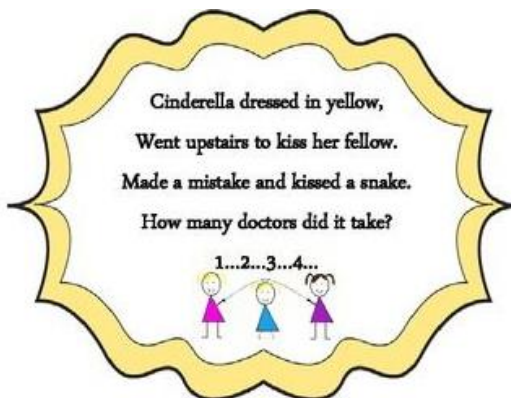 Cinderella dressed in yellow,
Went upstairs to kiss her fellow.
Made a mistake and kissed a snake.
How many doctors did it take?
1...2...3...4...